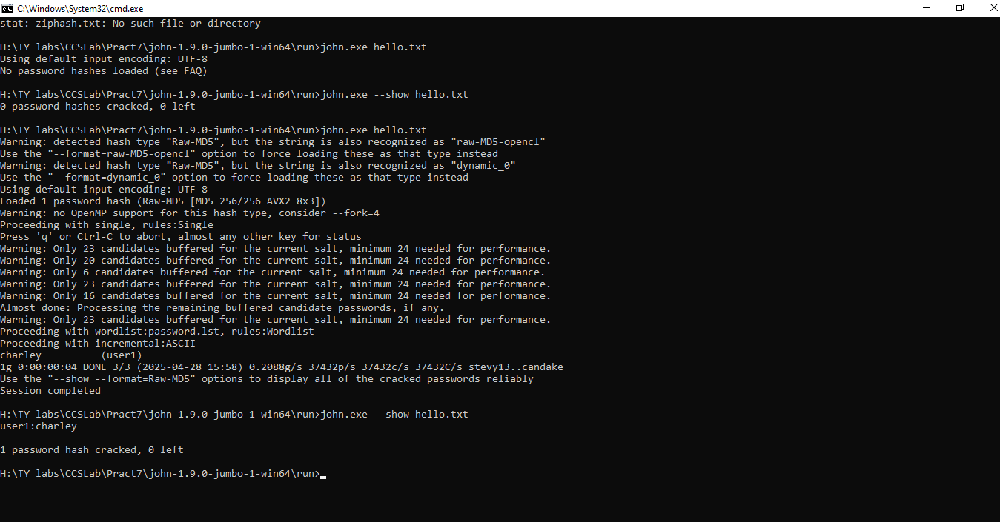 C:\Windows\System32\cmd.exe
stat: ziphash.txt: No such file or directory
H:\TY labs\CCSLab\Pract7\john-1.9.0-jumbo-1-win64\run>john.exe hello.txt
Using default input encoding: UTF-8
No password hashes loaded (see FAQ)
H:\TY labs\CCSLab\Pract7\john-1.9.0-jumbo-1-win64\run>john.exe --show hello.txt
0 password hashes cracked, 0 left
H:\TY labs\CCSLab\Pract7\john-1.9.0-jumbo-1-win64\run>john.exe hello.txt
Warning: detected hash type "Raw-MD5", but the string is also recognized as "raw-MD5-opencl"
Use the "--format=raw-MD5-opencl" option to force loading these as that type instead
Warning: detected hash type "Raw-MD5", but the string is also recognized as "dynamic_0"
Use the "--format=dynamic_0" option to force loading these as that type instead
Using default input encoding: UTF-8
Loaded 1 password hash (Raw-MD5 [MD5 256/256 AVX2 8x3])
Warning: no OpenMP support for this hash type, consider --fork=4
Proceeding with single, rules:Single
Press 'q' or Ctrl-C to abort, almost any other key for status
Warning: Only 23 candidates buffered for the current salt, minimum 24 needed for performance.
Warning: Only 20 candidates buffered for the current salt, minimum 24 needed for performance.
Warning: Only 6 candidates buffered for the current salt, minimum 24 needed for performance.
Warning: Only 23 candidates buffered for the current salt, minimum 24 needed for performance.
Warning: Only 16 candidates buffered for the current salt, minimum 24 needed for performance.
Almost done: Processing the remaining buffered candidate passwords, if any.
Warning: Only 23 candidates buffered for the current salt, minimum 24 needed for performance.
Proceeding with wordlist:password.lst, rules:Wordlist
Proceeding with incremental:ASCII
charley          (user1)
1g 0:00:00:04 DONE 3/3 (2025-04-28 15:58) 0.2088g/s 37432p/s 37432c/s 37432C/s stevy13..candake
Use the "--show --format=Raw-MD5" options to display all of the cracked passwords reliably
Session completed
H:\TY labs\CCSLab\Pract7\john-1.9.0-jumbo-1-win64\run>john.exe --show hello.txt
user1:charley
1 password hash cracked, 0 left
H:\TY labs\CCSLab\Pract7\john-1.9.0-jumbo-1-win64\run>